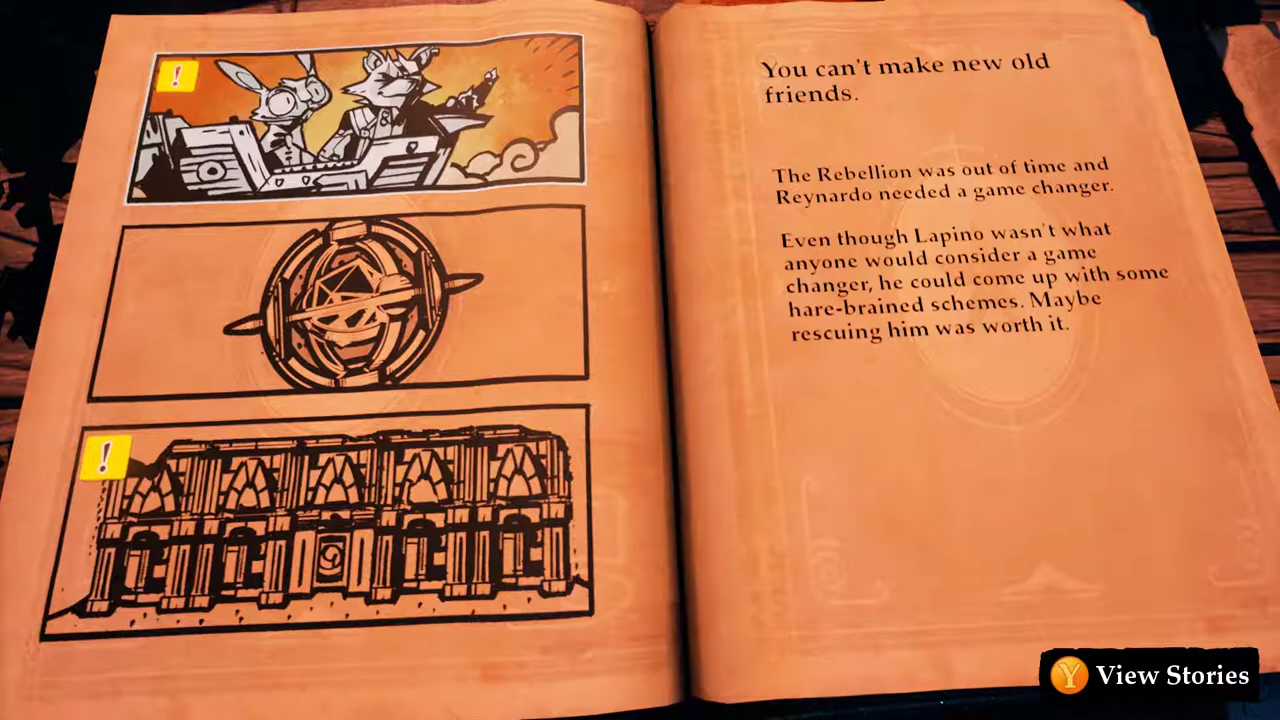 !
You can't make new old
friends.
The Rebellion was out of time and
Reynardo needed a game changer.
Even though Lapino wasn't what
anyone would consider a game
changer, he could come up with some
hare-brained schemes. Maybe
rescuing him was worth it.
!
Y View Stories